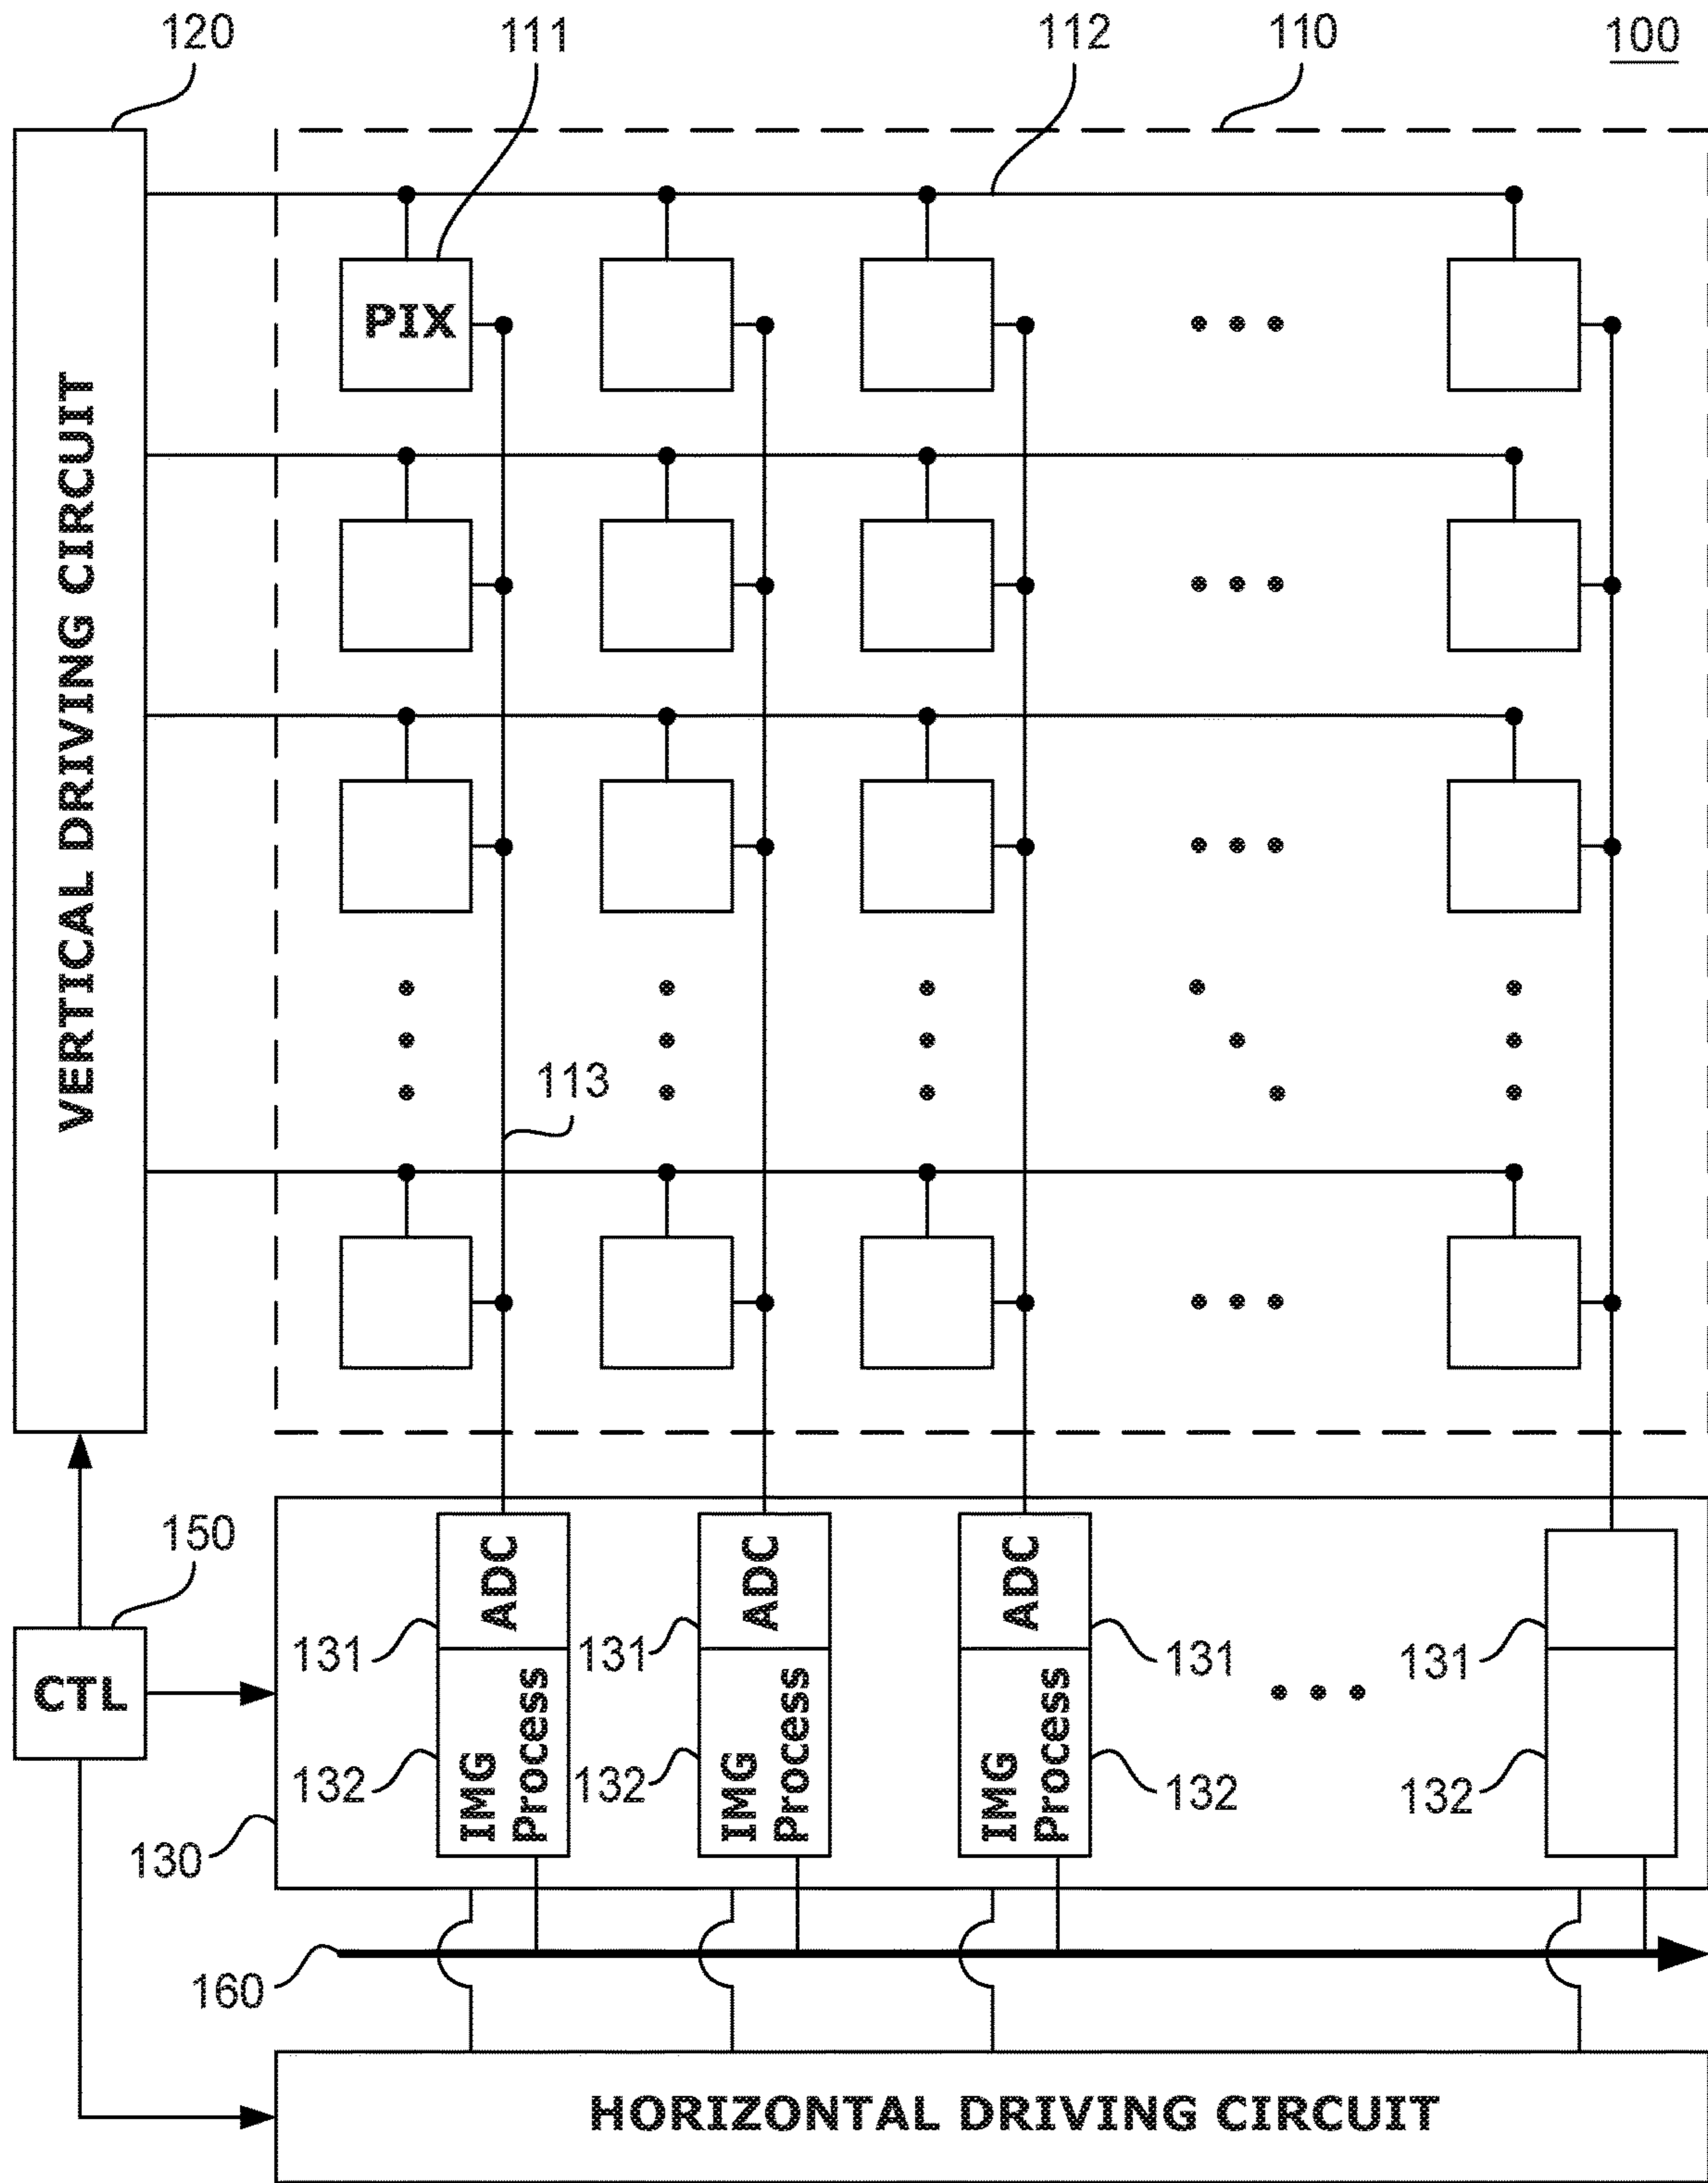 120 111 112 110 100
PIX
VERTICAL DRIVING CIRCUIT
113
150
CTL
ADC ADC ADC
131 131 131 131
IMG Process IMG Process IMG Process
132 132 132 132
130
160
HORIZONTAL DRIVING CIRCUIT